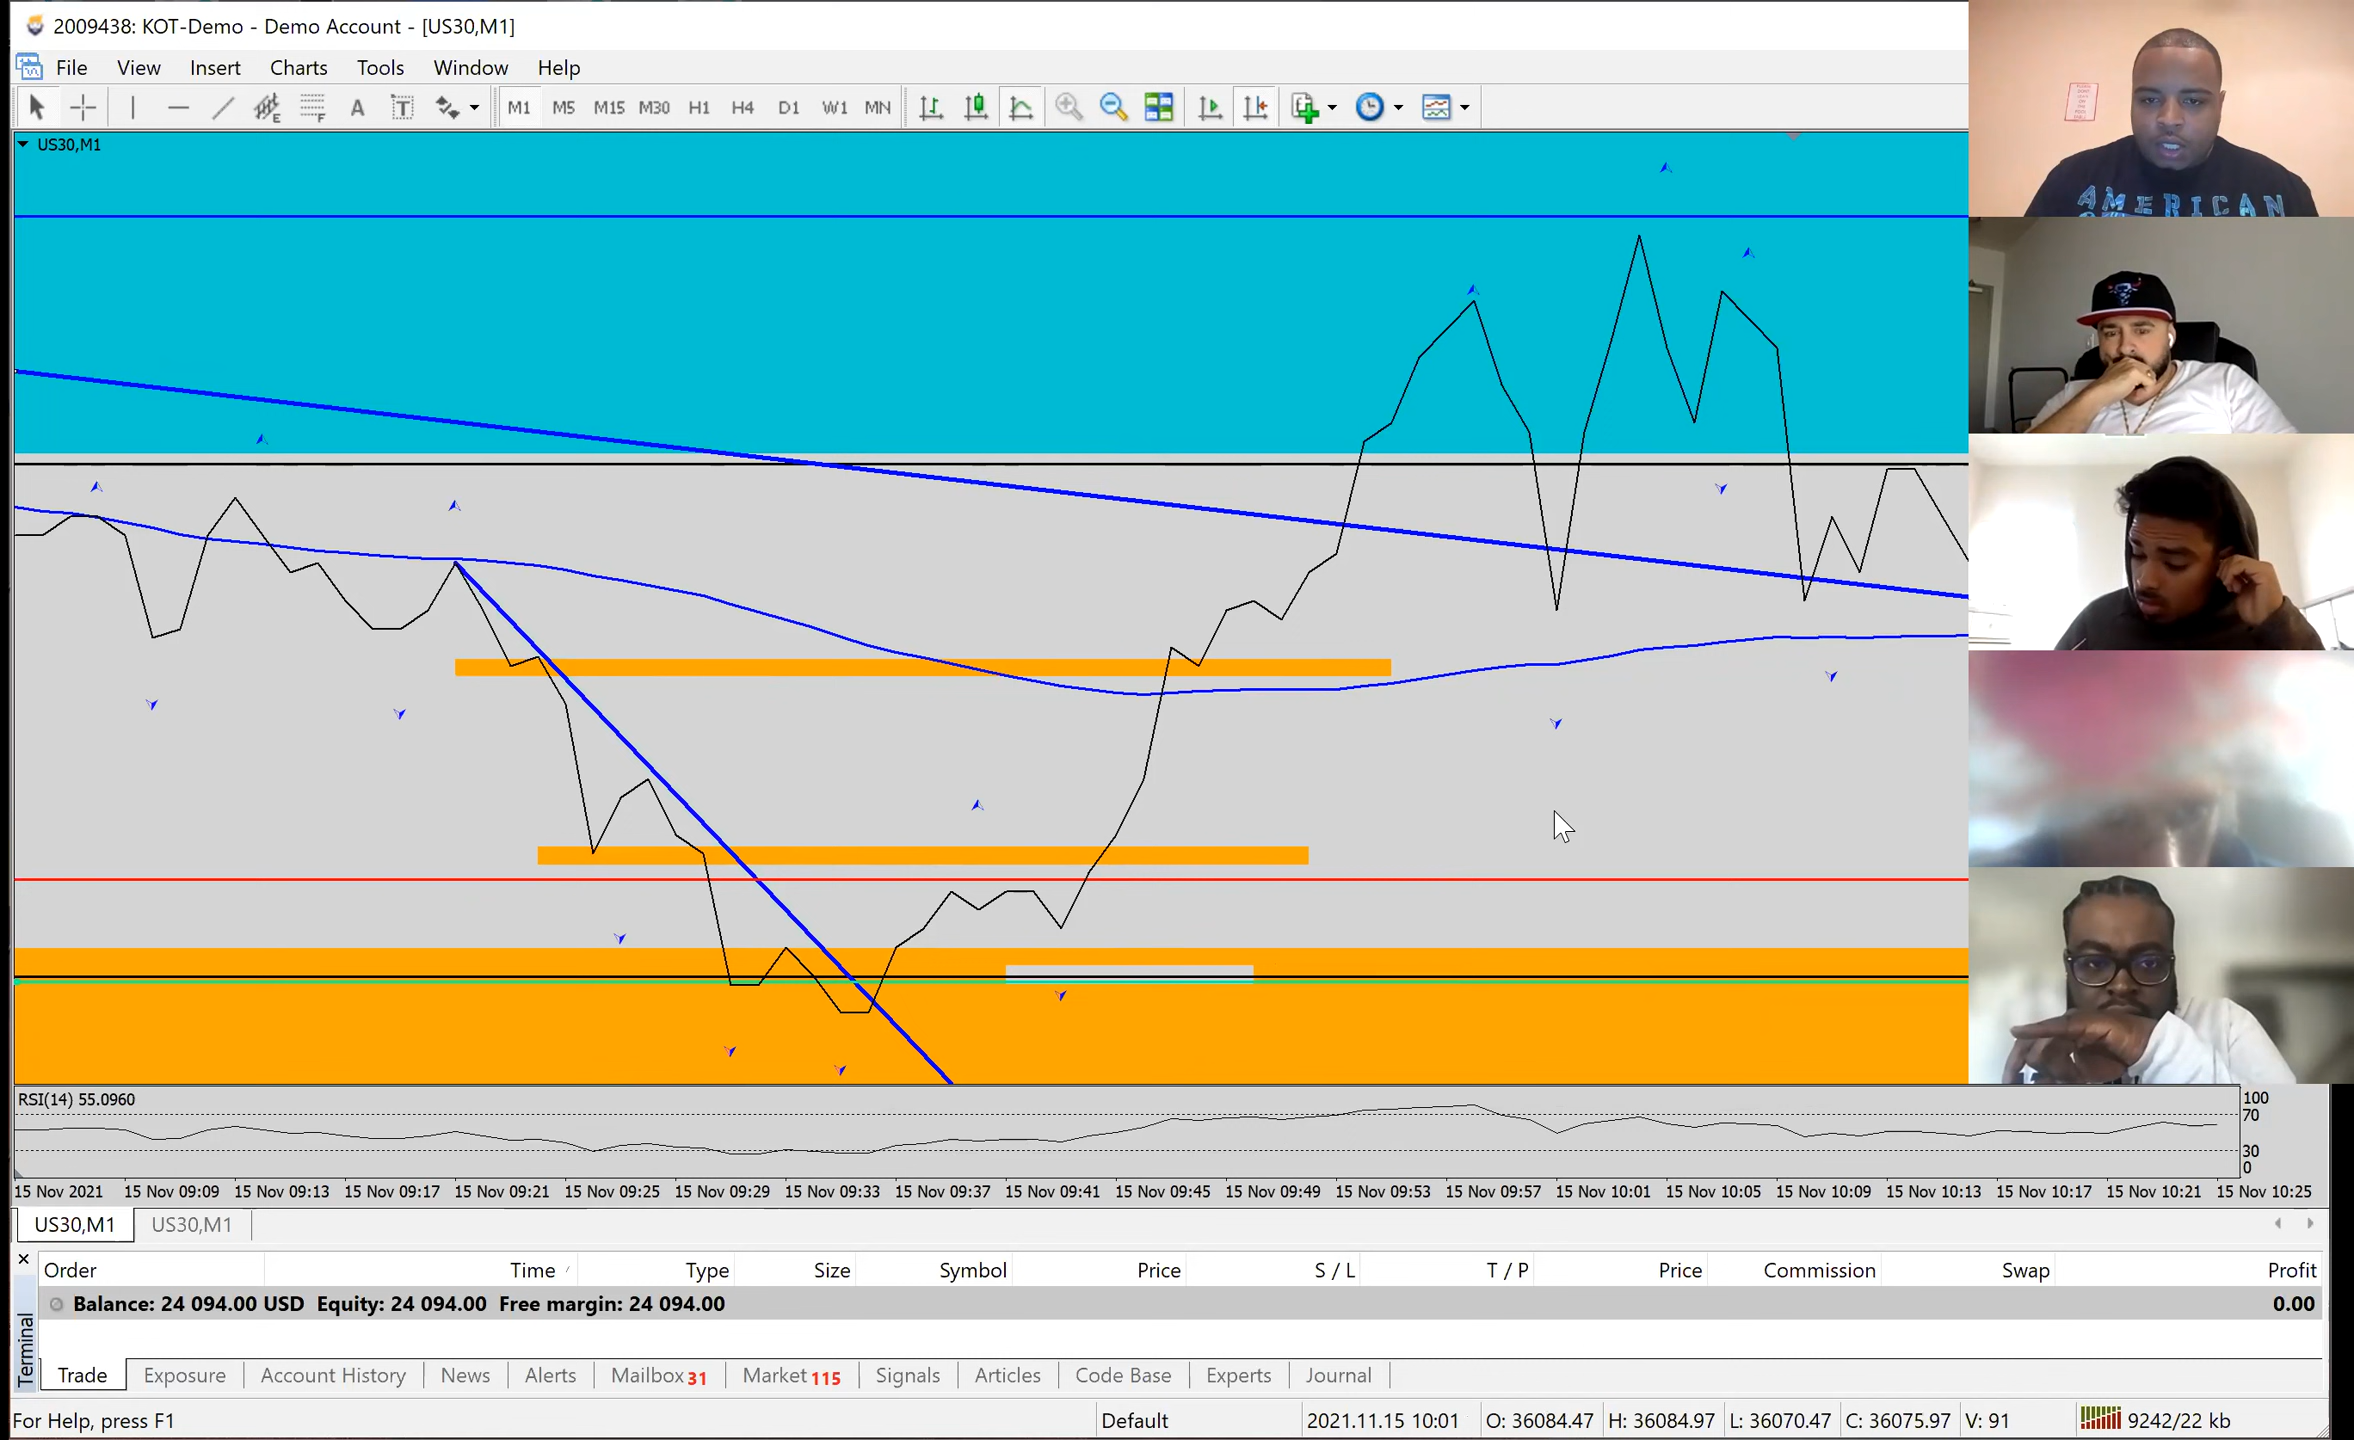 2009438: KOT-Demo - Demo Account - [US30,M1]
File View Insert Charts Tools Window Help
A T M1 M5 M15 M30 H1 H4 D1 W1 MN
US30,M1
AMERICAN
RSI(14) 55.0960
100
70
30
0
15 Nov 2021 15 Nov 09:09 15 Nov 09:13 15 Nov 09:17 15 Nov 09:21 15 Nov 09:25 15 Nov 09:29 15 Nov 09:33 15 Nov 09:37 15 Nov 09:41 15 Nov 09:45 15 Nov 09:49 15 Nov 09:53 15 Nov 09:57 15 Nov 10:01 15 Nov 10:05 15 Nov 10:09 15 Nov 10:13 15 Nov 10:17 15 Nov 10:21 15 Nov 10:25
US30,M1 US30,M1
Order Time Type Size Symbol Price S / L T / P Price Commission Swap Profit
Balance: 24 094.00 USD Equity: 24 094.00 Free margin: 24 094.00 0.00
Terminal
Trade Exposure Account History News Alerts Mailbox 31 Market 115 Signals Articles Code Base Experts Journal
For Help, press F1 Default 2021.11.15 10:01 O: 36084.47 H: 36084.97 L: 36070.47 C: 36075.97 V: 91 9242/22 kb